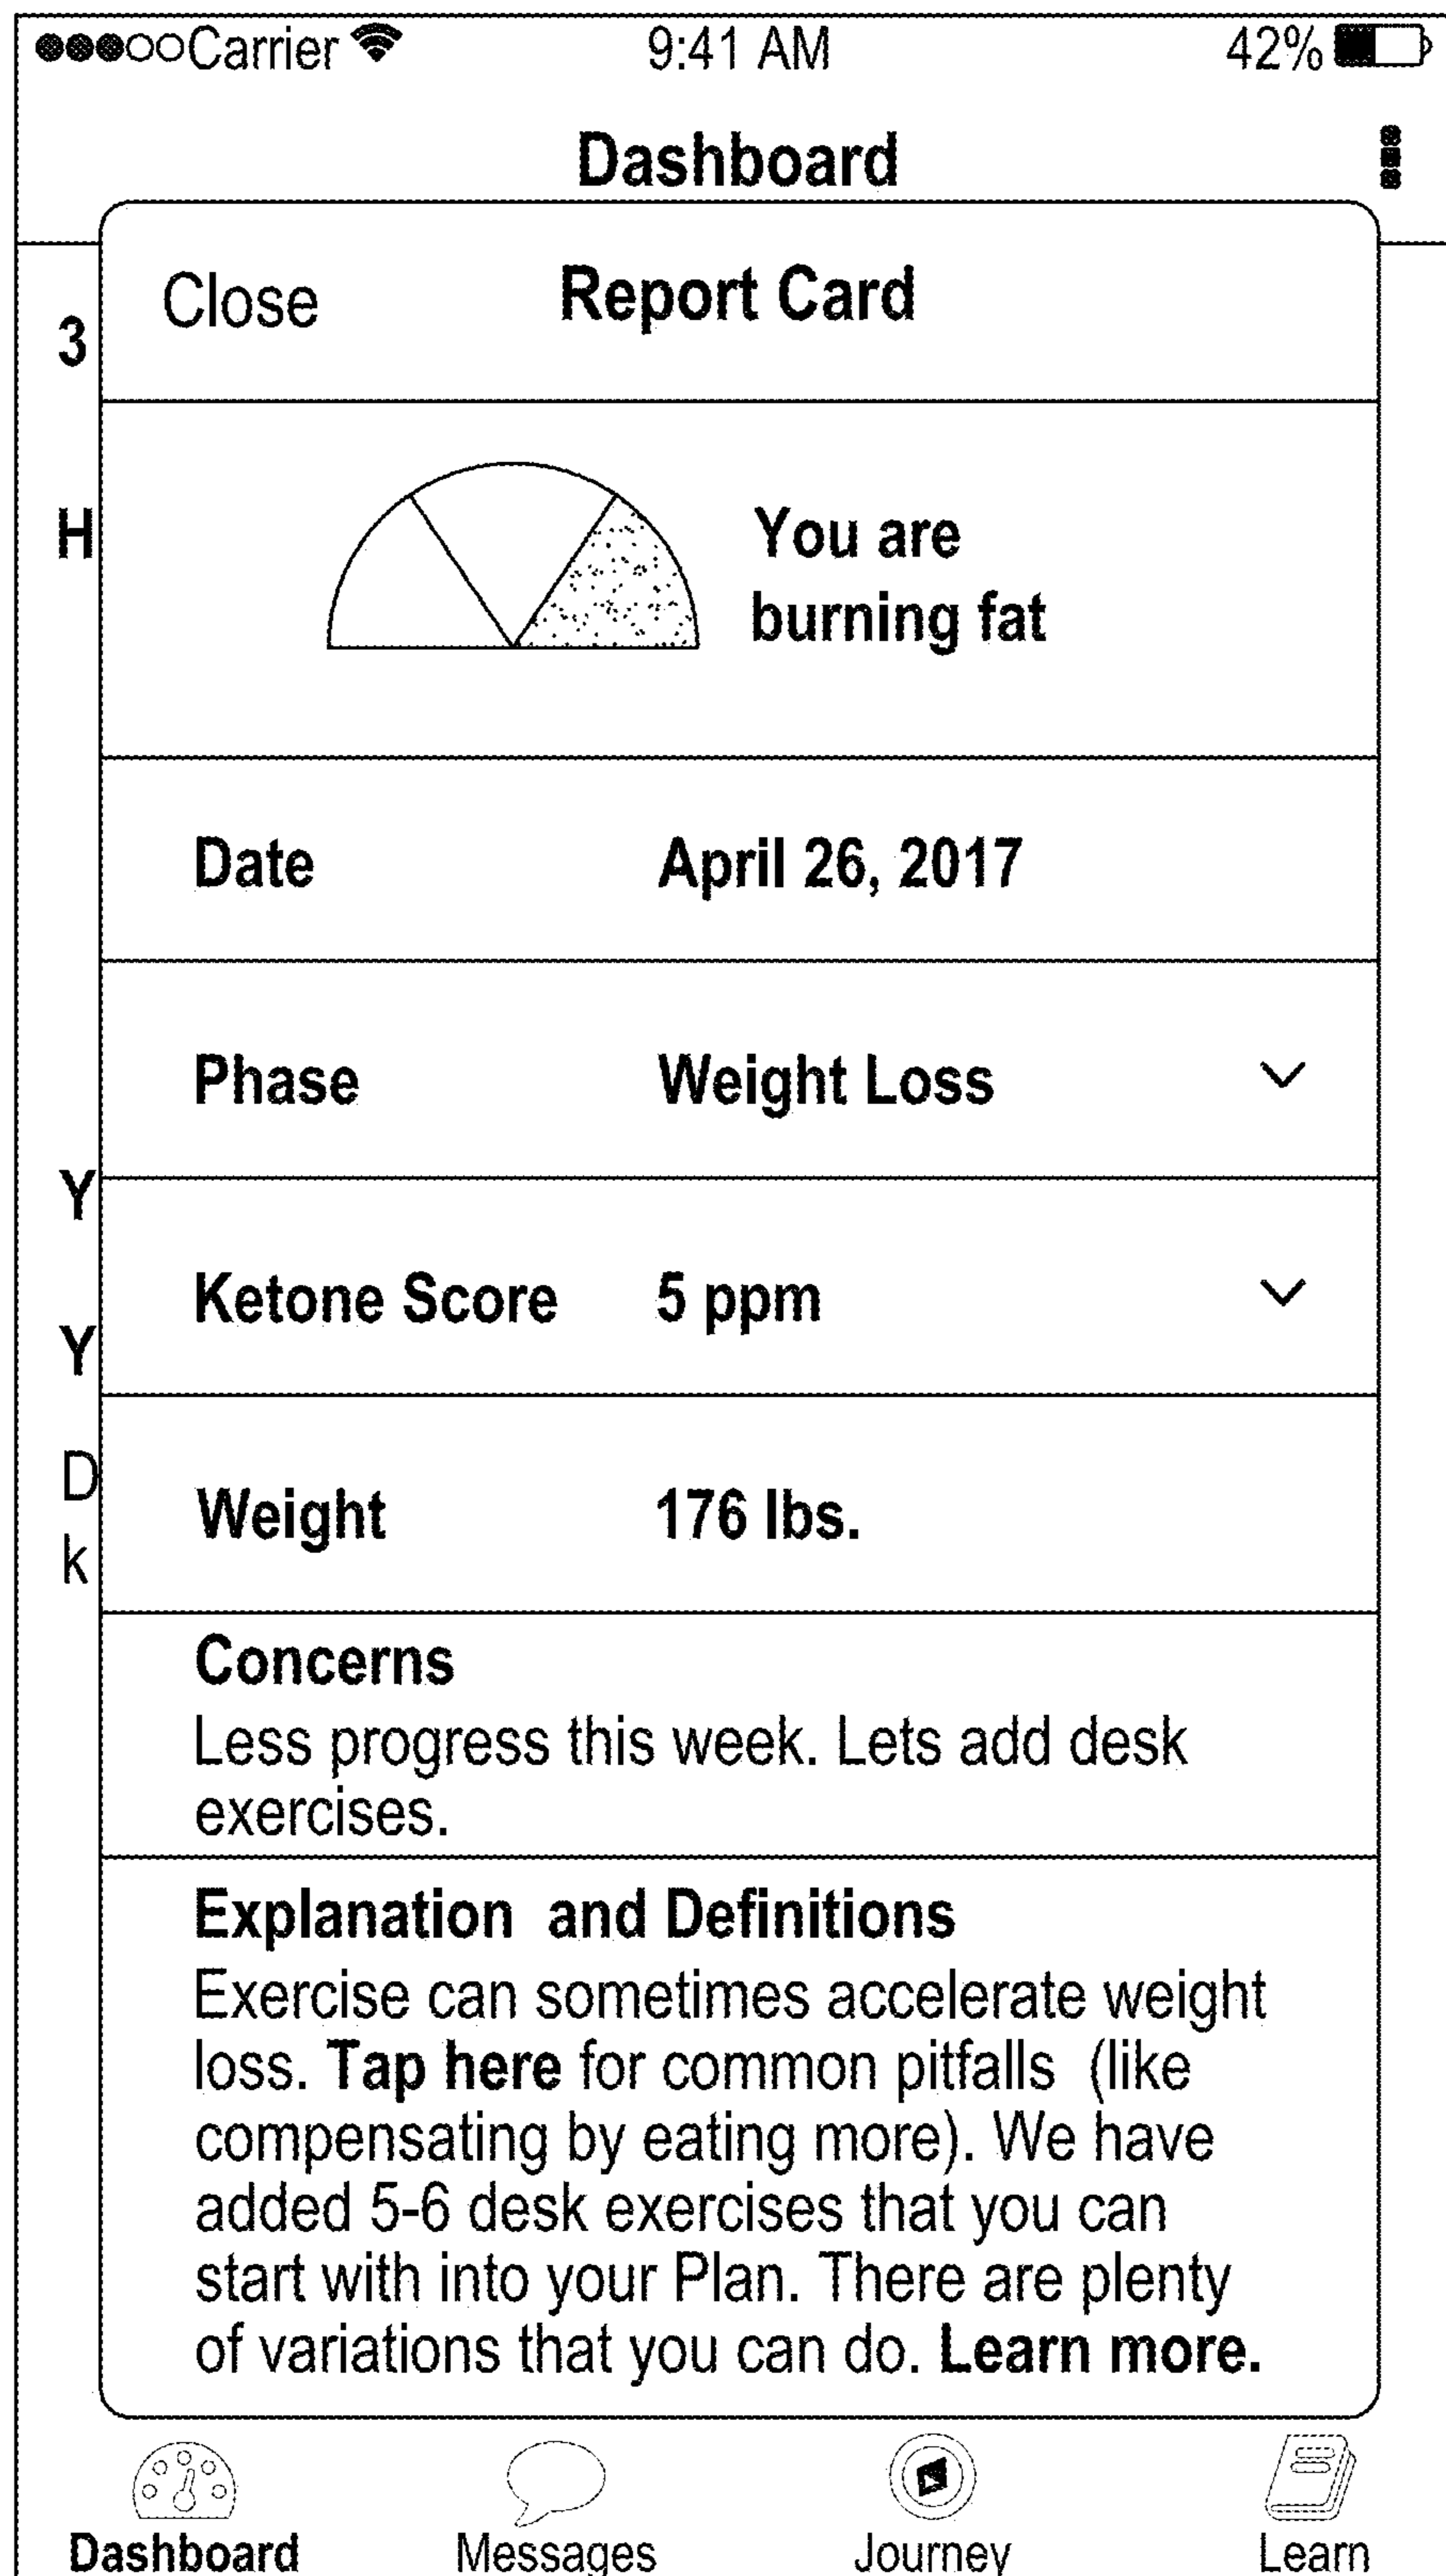 Carrier 9:41 AM 42%
Dashboard
Close Report Card
3
H
You are
burning fat
Date April 26, 2017
Phase Weight Loss
Y
Ketone Score 5 ppm
Y
D
Weight 176 lbs.
k
Concerns
Less progress this week. Lets add desk
exercises.
Explanation and Definitions
Exercise can sometimes accelerate weight
loss. Tap here for common pitfalls (like
compensating by eating more). We have
added 5-6 desk exercises that you can
start with into your Plan. There are plenty
of variations that you can do. Learn more.
Dashboard Messages Journey Learn